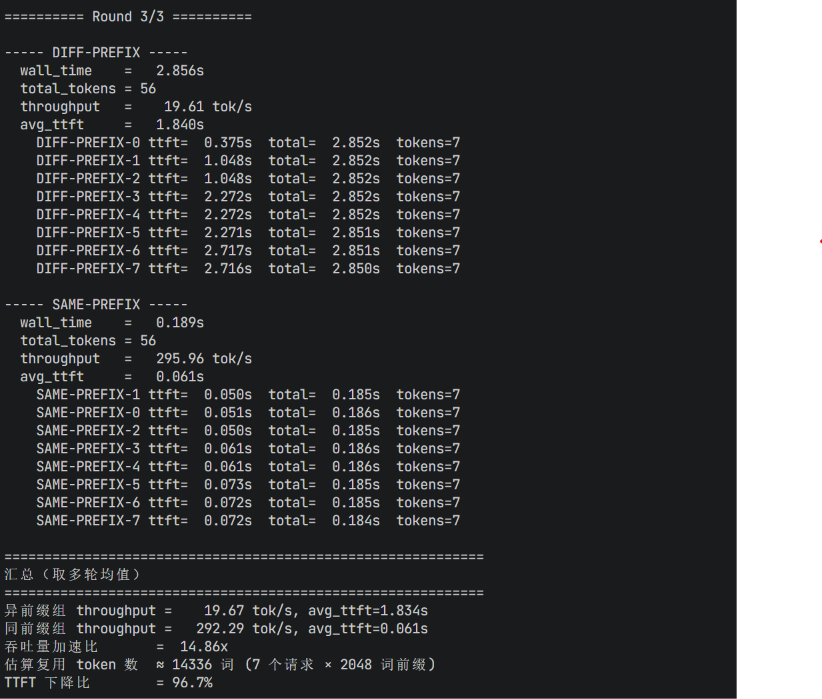 ========== Round 3/3 ==========
----- DIFF-PREFIX -----
wall_time    =   2.856s
total_tokens = 56
throughput   =    19.61 tok/s
avg_ttft     =   1.840s
DIFF-PREFIX-0 ttft=  0.375s  total=  2.852s  tokens=7
DIFF-PREFIX-1 ttft=  1.048s  total=  2.852s  tokens=7
DIFF-PREFIX-2 ttft=  1.048s  total=  2.852s  tokens=7
DIFF-PREFIX-3 ttft=  2.272s  total=  2.852s  tokens=7
DIFF-PREFIX-4 ttft=  2.272s  total=  2.852s  tokens=7
DIFF-PREFIX-5 ttft=  2.271s  total=  2.851s  tokens=7
DIFF-PREFIX-6 ttft=  2.717s  total=  2.851s  tokens=7
DIFF-PREFIX-7 ttft=  2.716s  total=  2.850s  tokens=7
----- SAME-PREFIX -----
wall_time    =   0.189s
total_tokens = 56
throughput   =   295.96 tok/s
avg_ttft     =   0.061s
SAME-PREFIX-1 ttft=  0.050s  total=  0.185s  tokens=7
SAME-PREFIX-0 ttft=  0.051s  total=  0.186s  tokens=7
SAME-PREFIX-2 ttft=  0.050s  total=  0.185s  tokens=7
SAME-PREFIX-3 ttft=  0.061s  total=  0.186s  tokens=7
SAME-PREFIX-4 ttft=  0.061s  total=  0.186s  tokens=7
SAME-PREFIX-5 ttft=  0.073s  total=  0.185s  tokens=7
SAME-PREFIX-6 ttft=  0.072s  total=  0.185s  tokens=7
SAME-PREFIX-7 ttft=  0.072s  total=  0.184s  tokens=7
============================================================
汇总（取多轮均值）
============================================================
异前缀组 throughput =    19.67 tok/s, avg_ttft=1.834s
同前缀组 throughput =   292.29 tok/s, avg_ttft=0.061s
吞吐量加速比       =  14.86x
估算复用 token 数  ≈ 14336 词 (7 个请求 × 2048 词前缀)
TTFT 下降比        = 96.7%